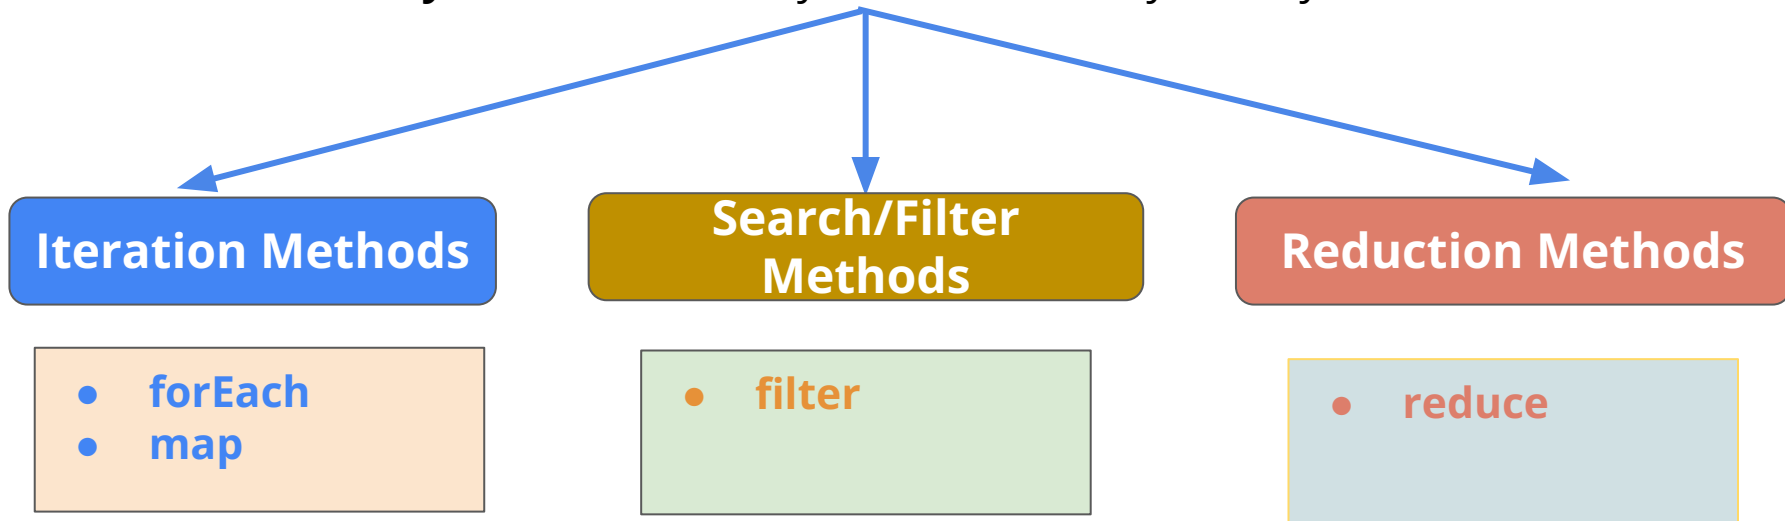 Iteration Methods
Search/Filter
Methods
Reduction Methods
● forEach
● map
● filter
● reduce